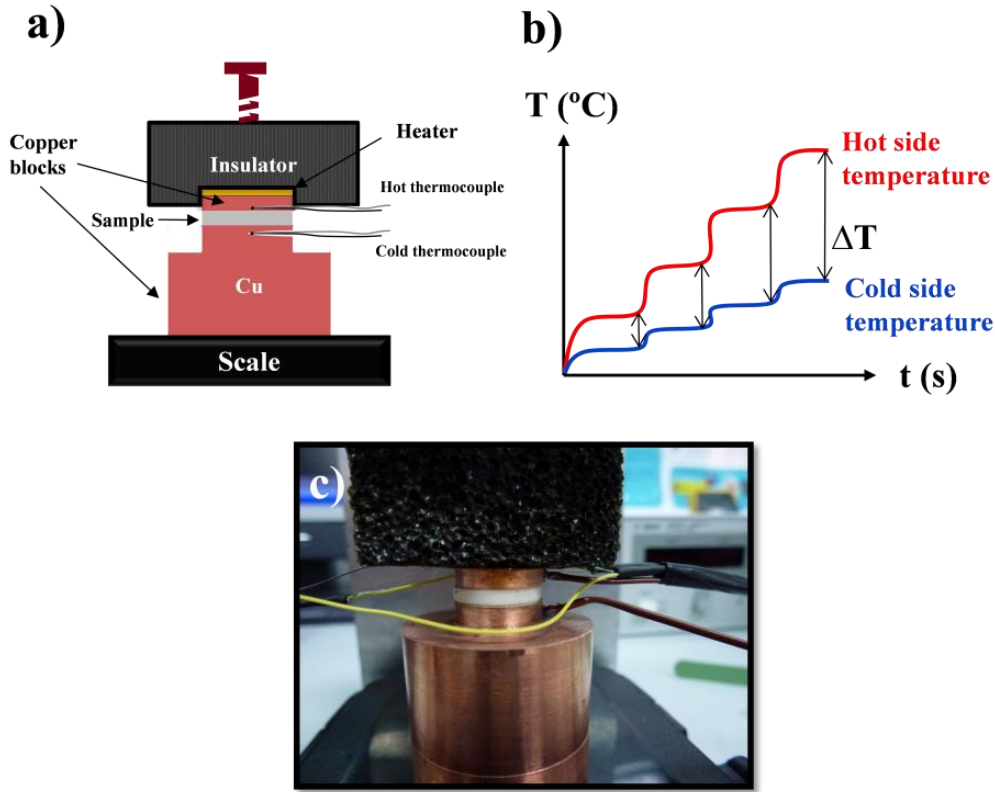 a)
Copper
blocks
Heater
Insulator
Hot thermocouple
Sample
Cold thermocouple
Cu
Scale
b)
T (ºC)
Hot side
temperature
ΔT
Cold side
temperature
t (s)
c)